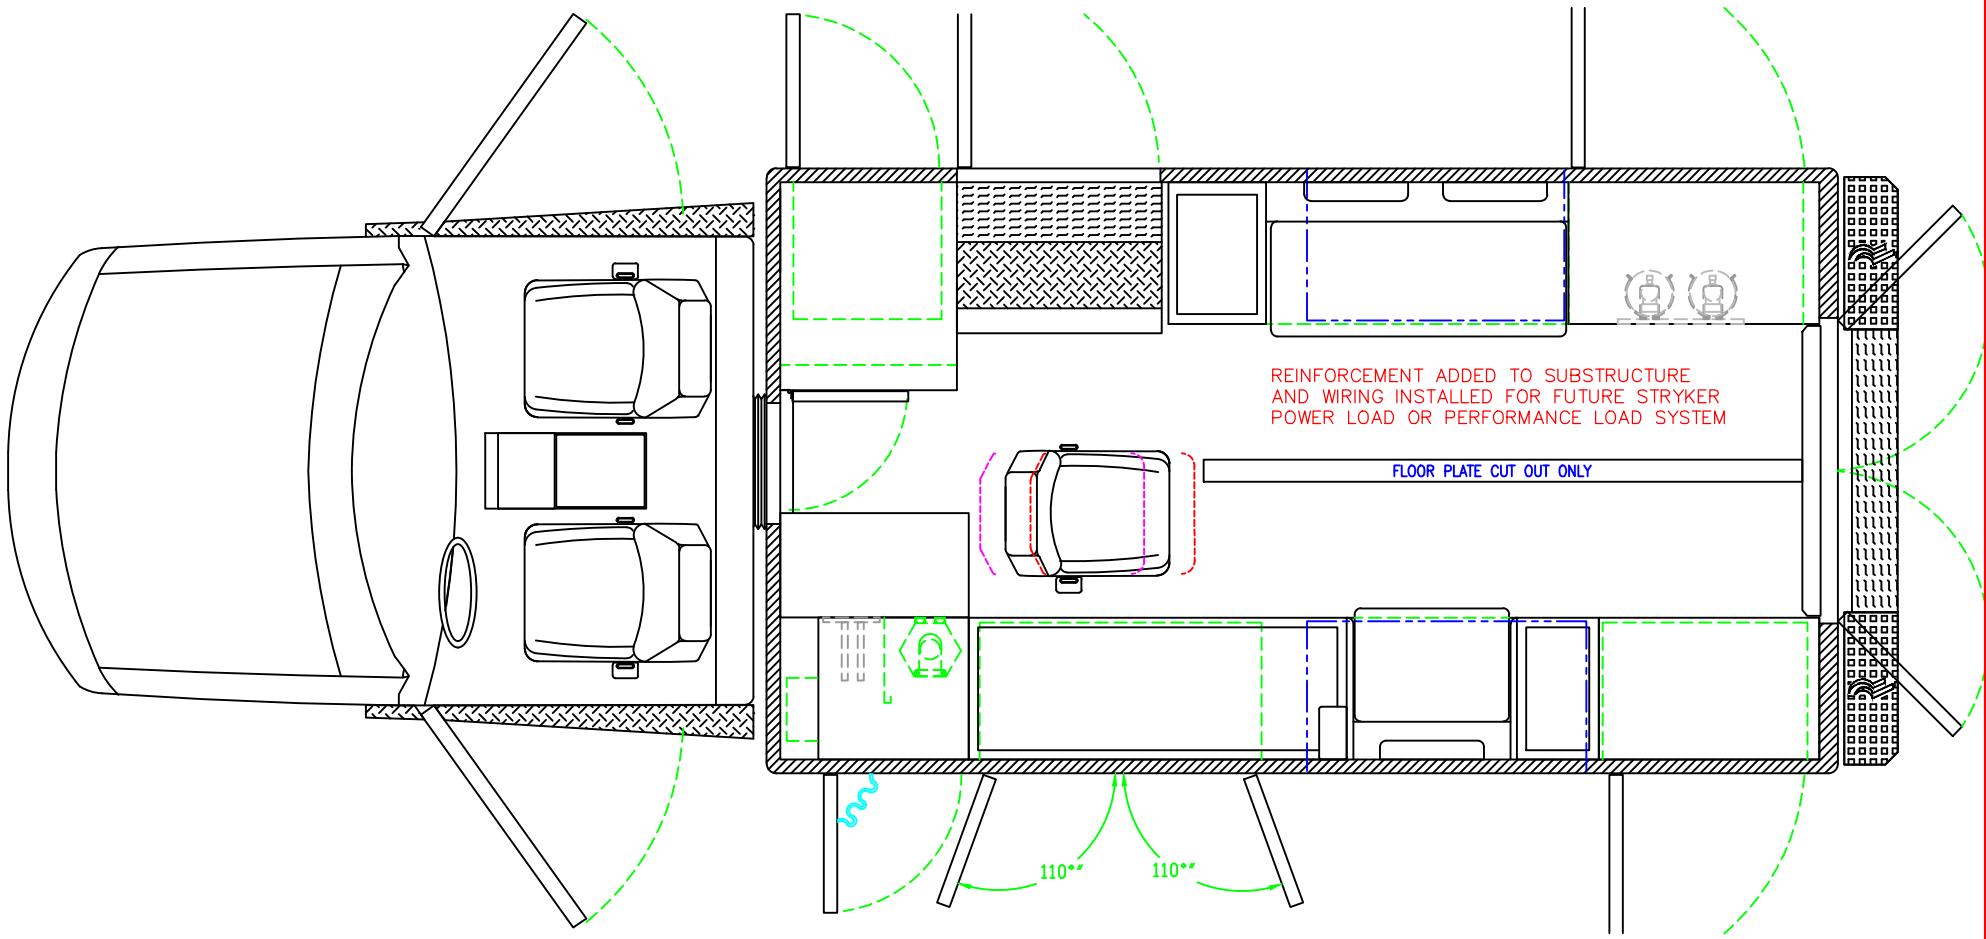 REINFORCEMENT ADDED TO SUBSTRUCTURE
AND WIRING INSTALLED FOR FUTURE STRYKER
POWER LOAD OR PERFORMANCE LOAD SYSTEM
FLOOR PLATE CUT OUT ONLY
110°" 110°"